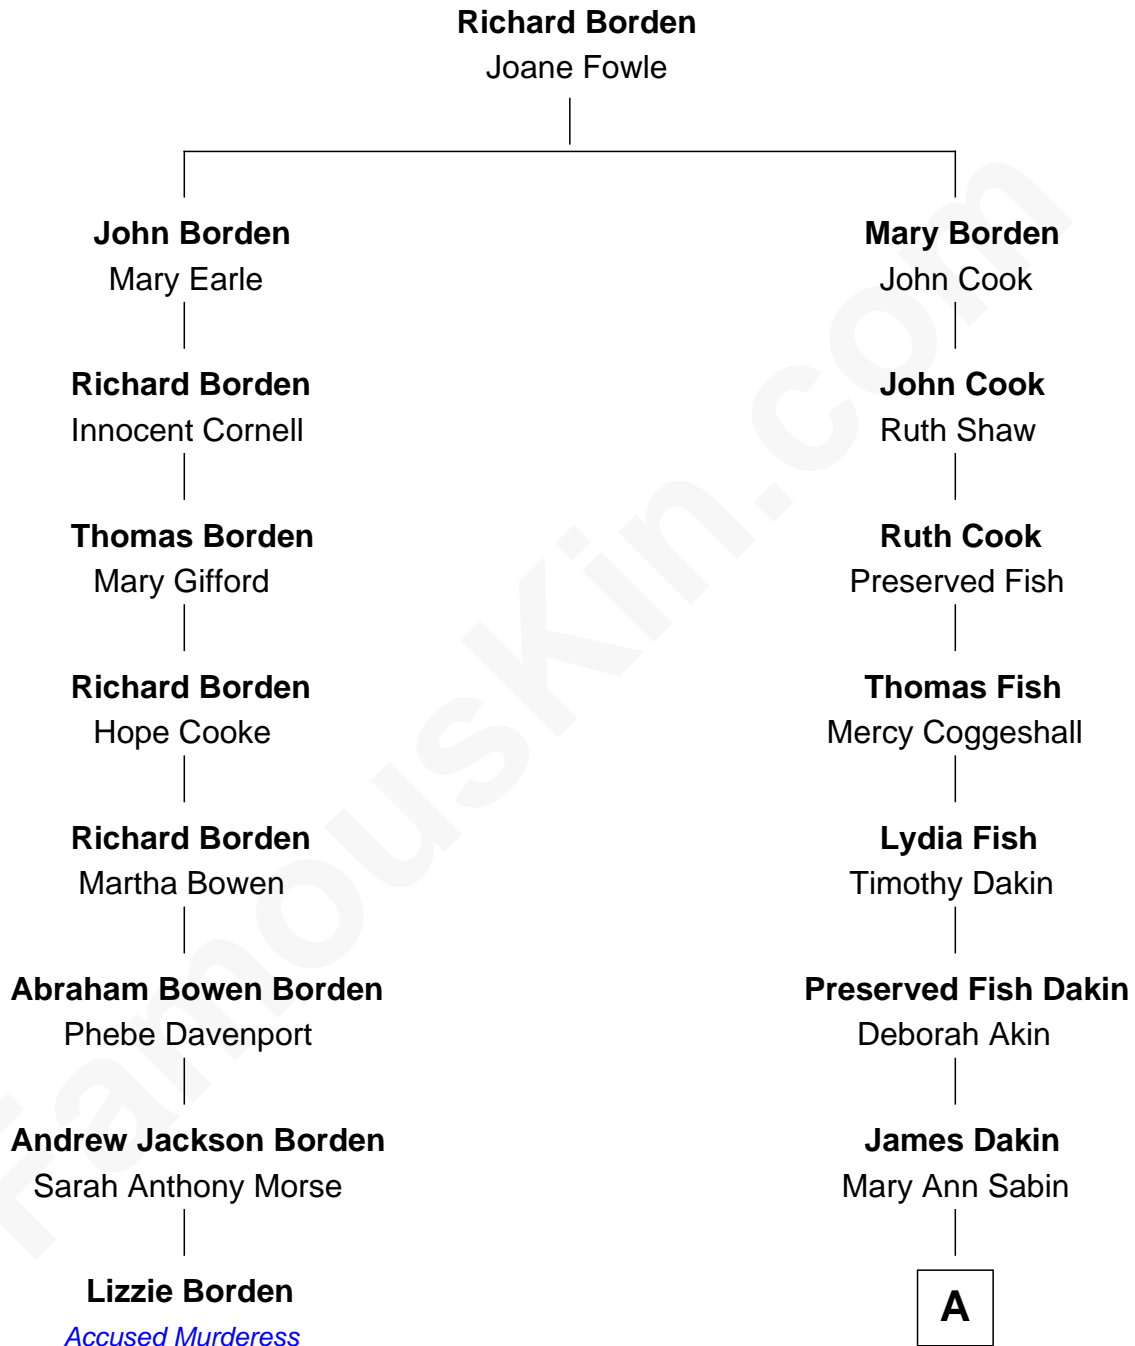 Richard Borden
Joane Fowle
John Borden
Mary Earle
Mary Borden
John Cook
Richard Borden
Innocent Cornell
John Cook
Ruth Shaw
Thomas Borden
Mary Gifford
Ruth Cook
Preserved Fish
Richard Borden
Hope Cooke
Thomas Fish
Mercy Coggeshall
Richard Borden
Martha Bowen
Lydia Fish
Timothy Dakin
Abraham Bowen Borden
Phebe Davenport
Preserved Fish Dakin
Deborah Akin
Andrew Jackson Borden
Sarah Anthony Morse
James Dakin
Mary Ann Sabin
Lizzie Borden
Accused Murderess
A
FamousKin.com